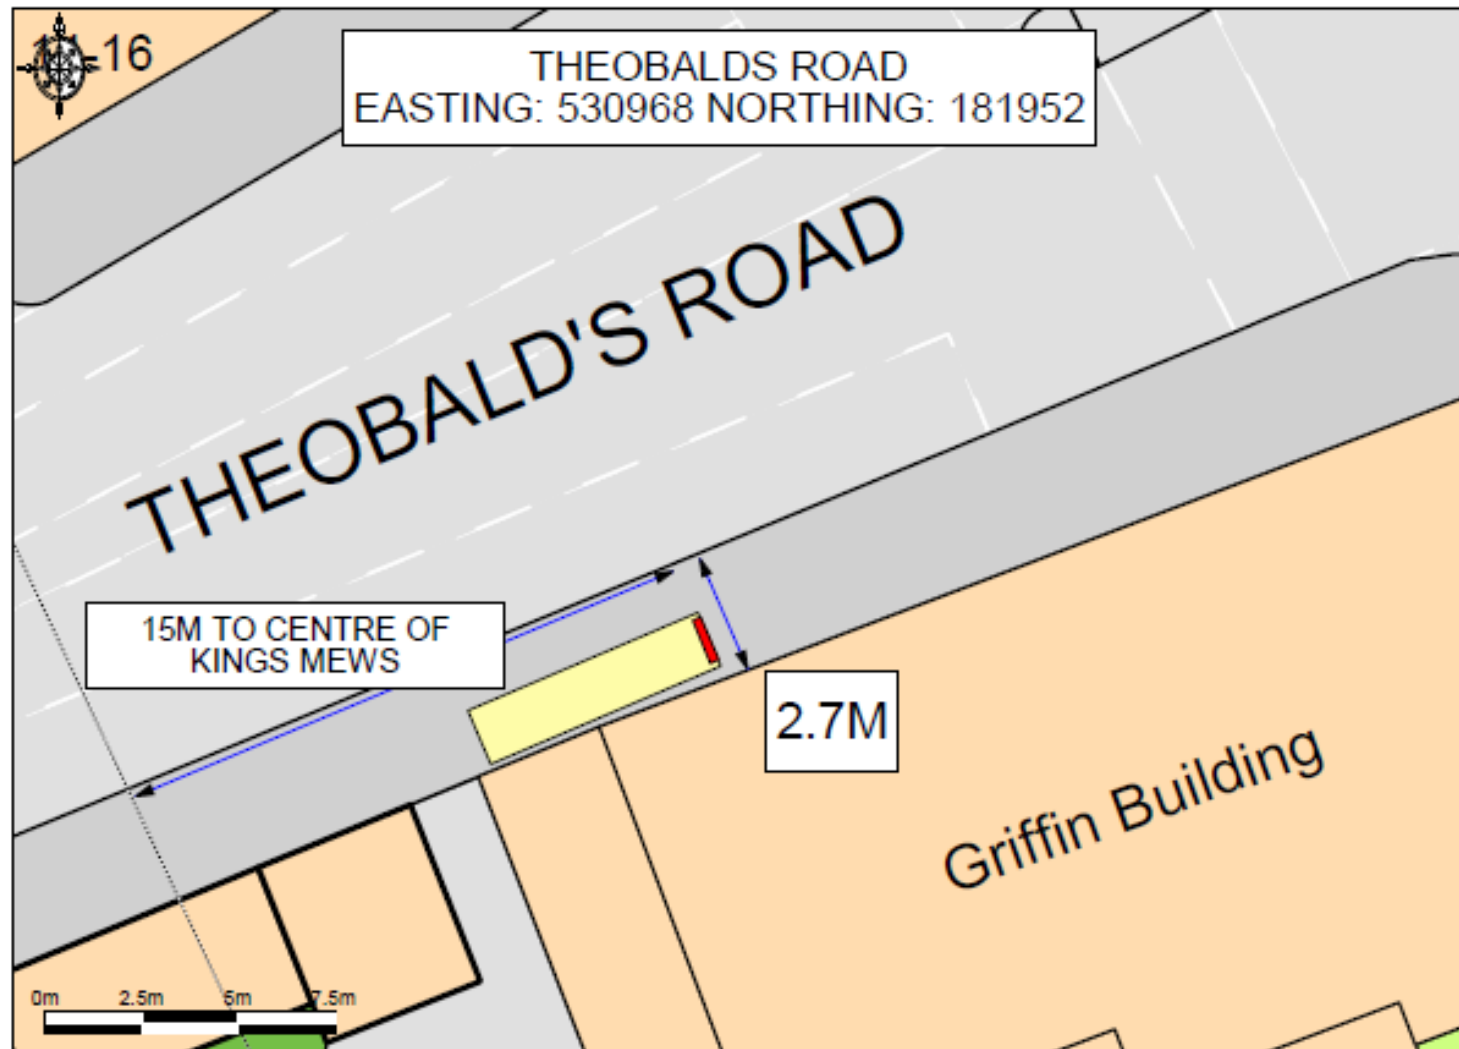 THEOBALDS ROAD
EASTING: 530968 NORTHING: 181952
THEOBALD'S ROAD
15M TO CENTRE OF
KINGS MEWS
2.7M
Griffin Building
0m 2.5m 5m 7.5m